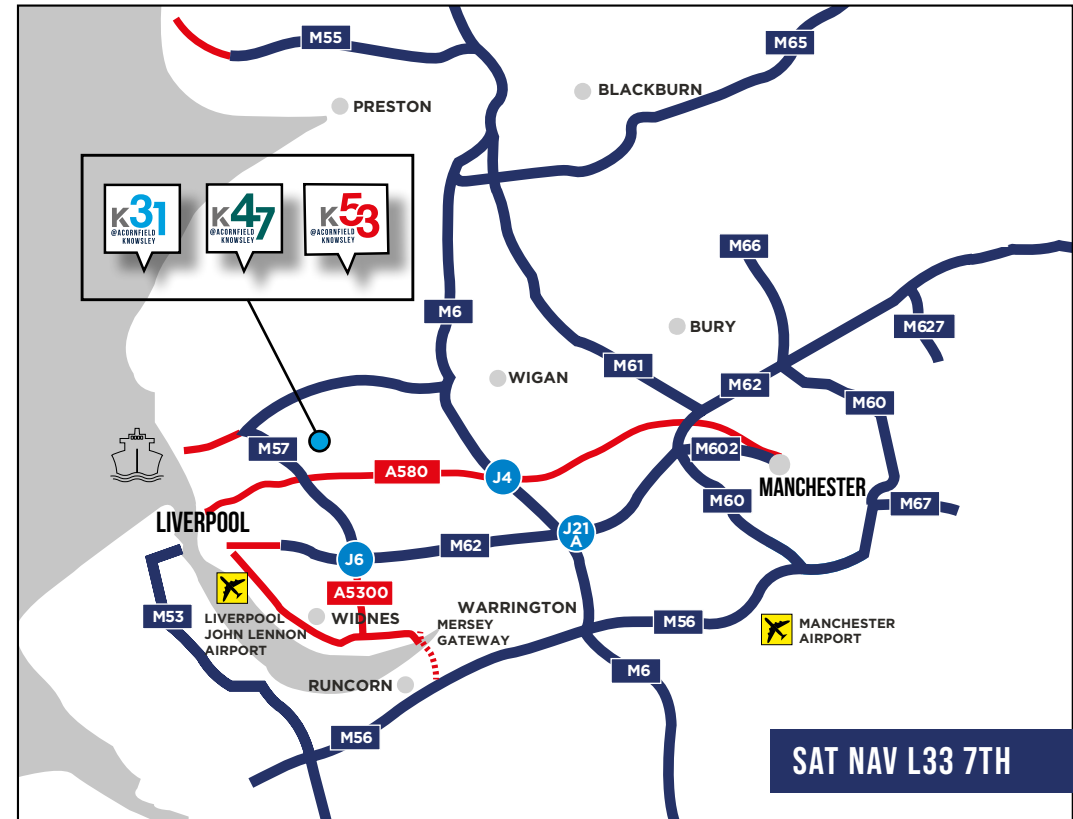 M55
M65
BLACKBURN
PRESTON
K31
@ACORNFIELD
KNOWSLEY
K47
@ACORNFIELD
KNOWSLEY
K53
@ACORNFIELD
KNOWSLEY
M66
M6
BURY
M627
M61
WIGAN
M62
M60
M57
M602
A580
J4
MANCHESTER
M60
M67
LIVERPOOL
J21
A
M62
J6
A5300
M53
LIVERPOOL
JOHN LENNON
AIRPORT
WIDNES
WARRINGTON
MERSEY
GATEWAY
M56
MANCHESTER
AIRPORT
RUNCORN
M6
M56
SAT NAV L33 7TH